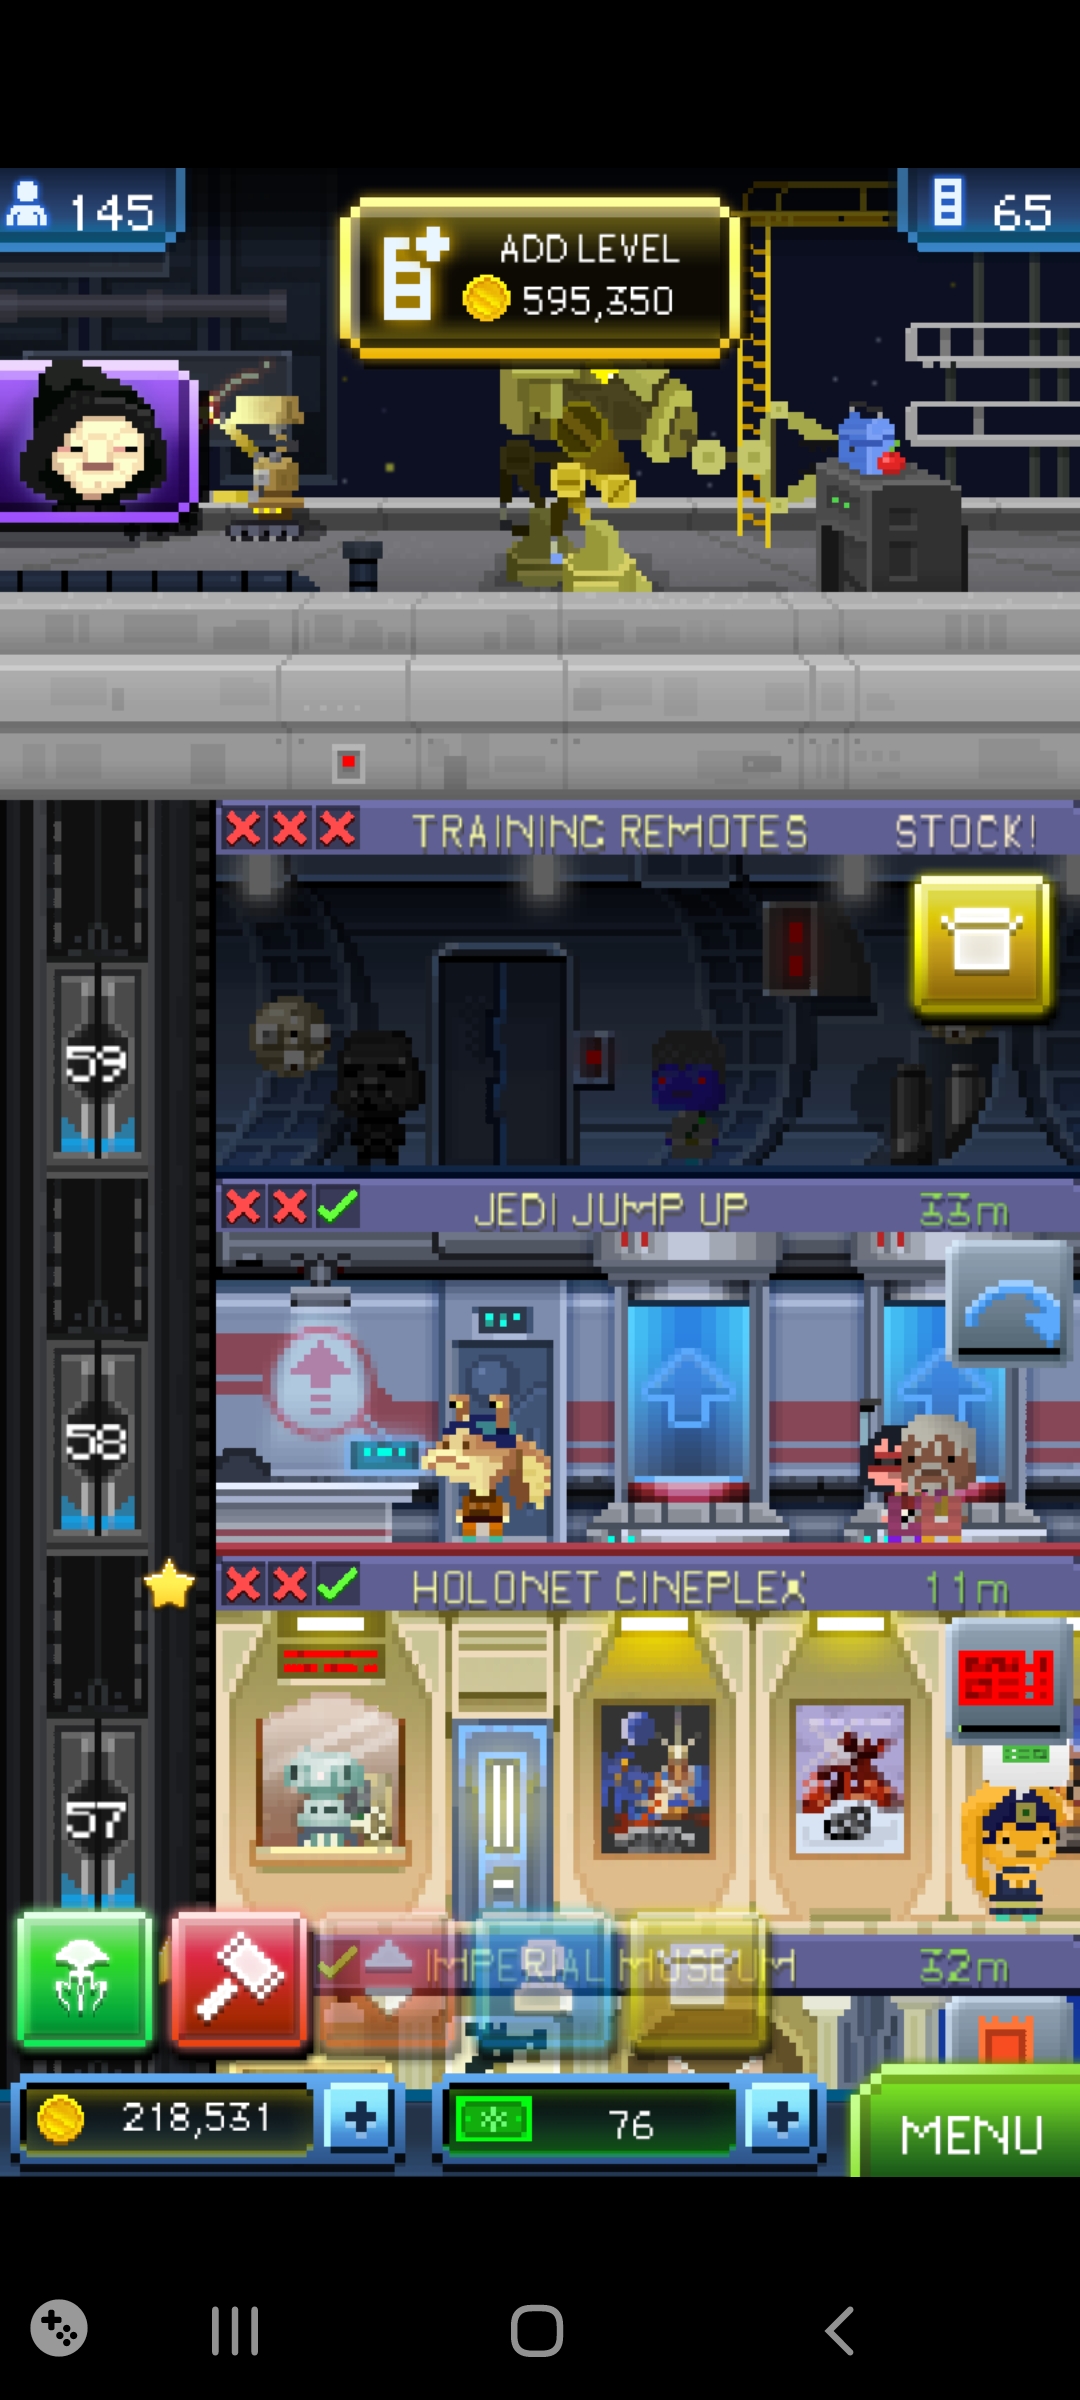 145
ADD LEVEL
595,350
65
TRAINING REMOTES
STOCK!
59
JEDI JUMP UP
33m
58
HOLONET CINEPLEX
11m
57
IMPERIAL MUSEUM
32m
218,531
76
MENU